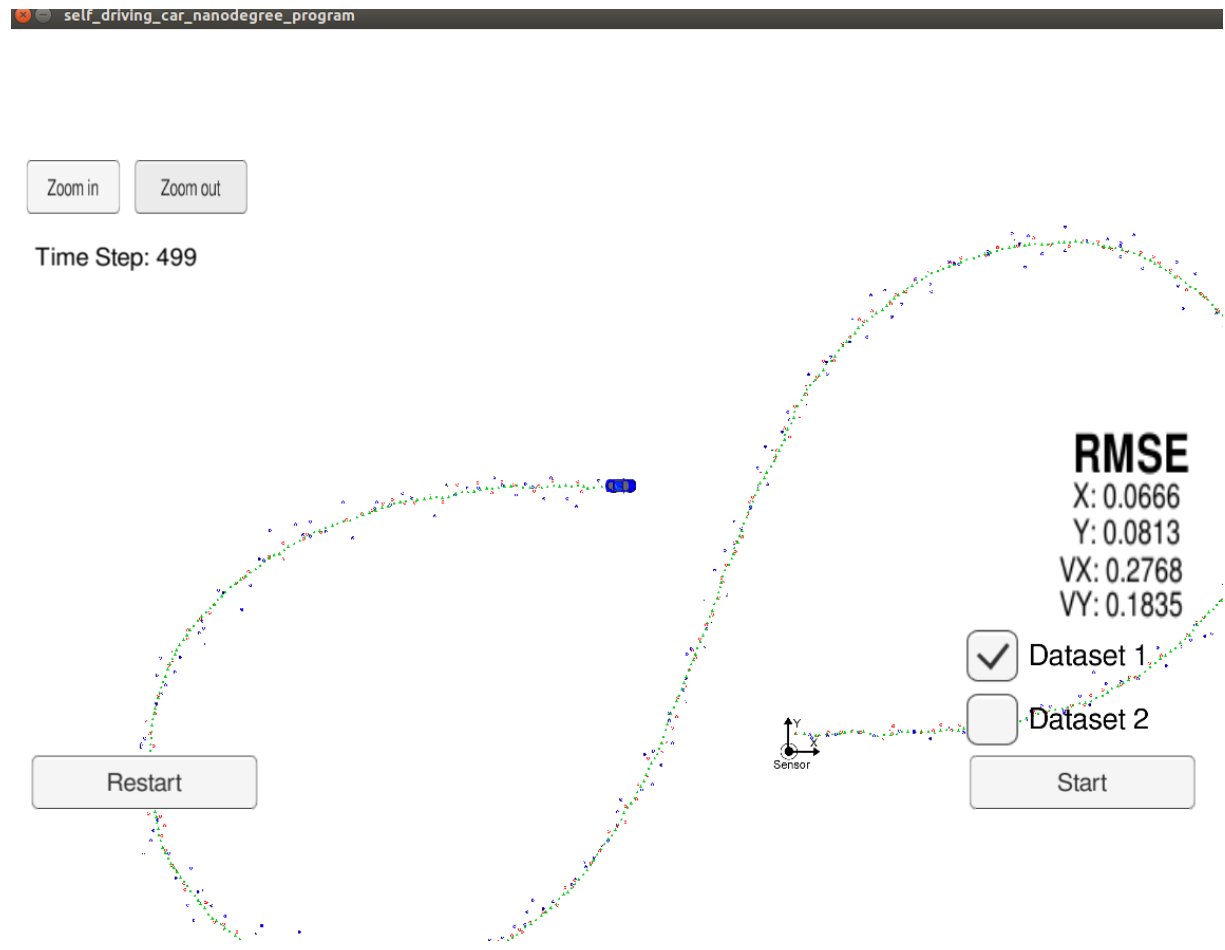 self_driving_car_nanodegree_program
Zoom in
Zoom out
Time Step: 499
RMSE
X: 0.0666
Y: 0.0813
VX: 0.2768
VY: 0.1835
Dataset 1
Dataset 2
Y
X
Sensor
Restart
Start